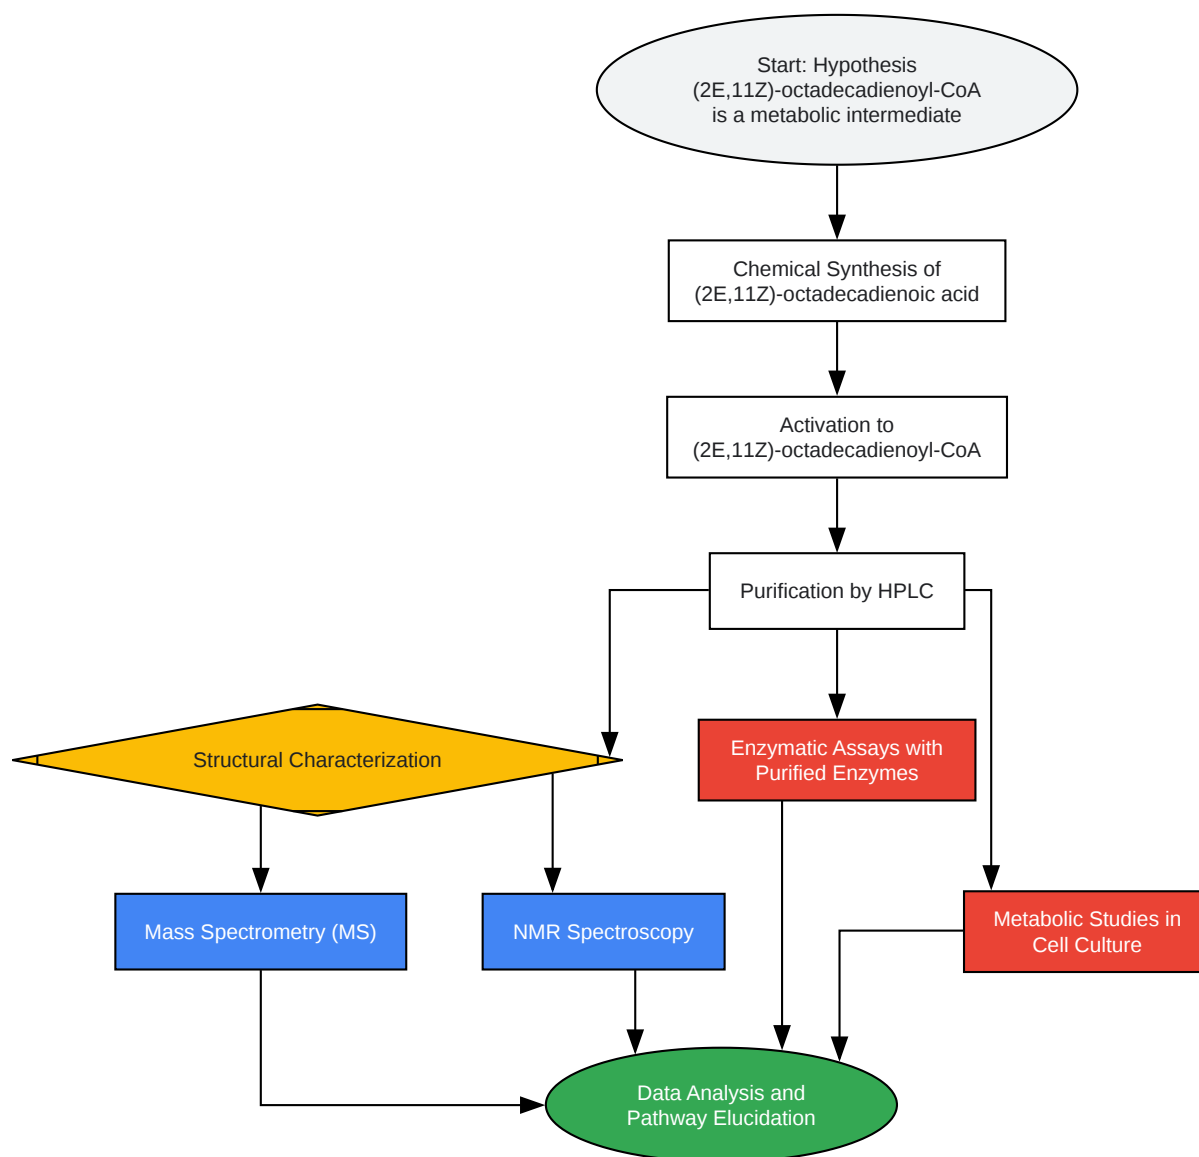 Start: Hypothesis
(2E,11Z)-octadecadienoyl-CoA
is a metabolic intermediate
Chemical Synthesis of
(2E,11Z)-octadecadienoic acid
Activation to
(2E,11Z)-octadecadienoyl-CoA
Purification by HPLC
Structural Characterization
Enzymatic Assays with
Purified Enzymes
Mass Spectrometry (MS)
NMR Spectroscopy
Metabolic Studies in
Cell Culture
Data Analysis and
Pathway Elucidation